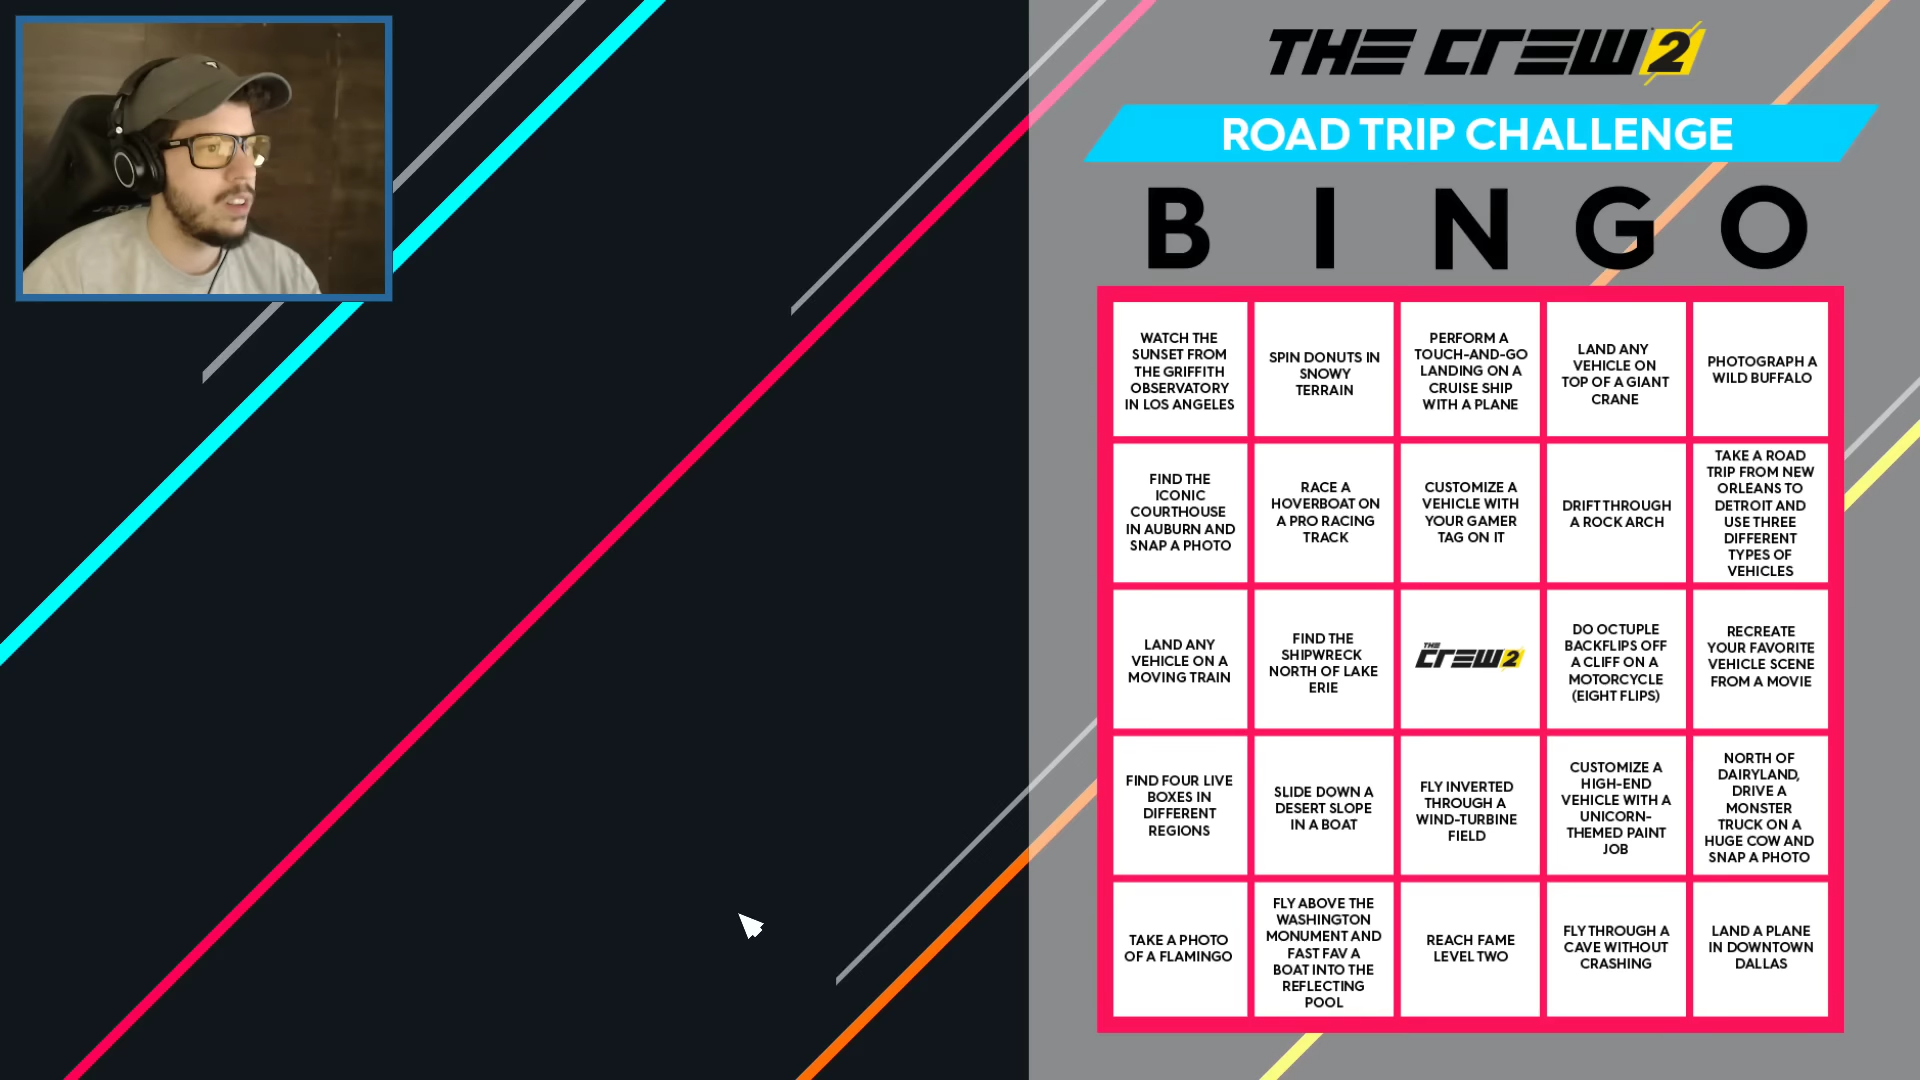 THE CREW 2
ROAD TRIP CHALLENGE
B I N G O
WATCH THE
SUNSET FROM
THE GRIFFITH
OBSERVATORY
IN LOS ANGELES
SPIN DONUTS IN
SNOWY
TERRAIN
PERFORM A
TOUCH-AND-GO
LANDING ON A
CRUISE SHIP
WITH A PLANE
LAND ANY
VEHICLE ON
TOP OF A GIANT
CRANE
PHOTOGRAPH A
WILD BUFFALO
FIND THE
ICONIC
COURTHOUSE
IN AUBURN AND
SNAP A PHOTO
RACE A
HOVERBOAT ON
A PRO RACING
TRACK
CUSTOMIZE A
VEHICLE WITH
YOUR GAMER
TAG ON IT
DRIFT THROUGH
A ROCK ARCH
TAKE A ROAD
TRIP FROM NEW
ORLEANS TO
DETROIT AND
USE THREE
DIFFERENT
TYPES OF
VEHICLES
LAND ANY
VEHICLE ON A
MOVING TRAIN
FIND THE
SHIPWRECK
NORTH OF LAKE
ERIE
THE
CREW 2
DO OCTUPLE
BACKFLIPS OFF
A CLIFF ON A
MOTORCYCLE
(EIGHT FLIPS)
RECREATE
YOUR FAVORITE
VEHICLE SCENE
FROM A MOVIE
FIND FOUR LIVE
BOXES IN
DIFFERENT
REGIONS
SLIDE DOWN A
DESERT SLOPE
IN A BOAT
FLY INVERTED
THROUGH A
WIND-TURBINE
FIELD
CUSTOMIZE A
HIGH-END
VEHICLE WITH A
UNICORN-
THEMED PAINT
JOB
NORTH OF
DAIRYLAND,
DRIVE A
MONSTER
TRUCK ON A
HUGE COW AND
SNAP A PHOTO
TAKE A PHOTO
OF A FLAMINGO
FLY ABOVE THE
WASHINGTON
MONUMENT AND
FAST FAV A
BOAT INTO THE
REFLECTING
POOL
REACH FAME
LEVEL TWO
FLY THROUGH A
CAVE WITHOUT
CRASHING
LAND A PLANE
IN DOWNTOWN
DALLAS